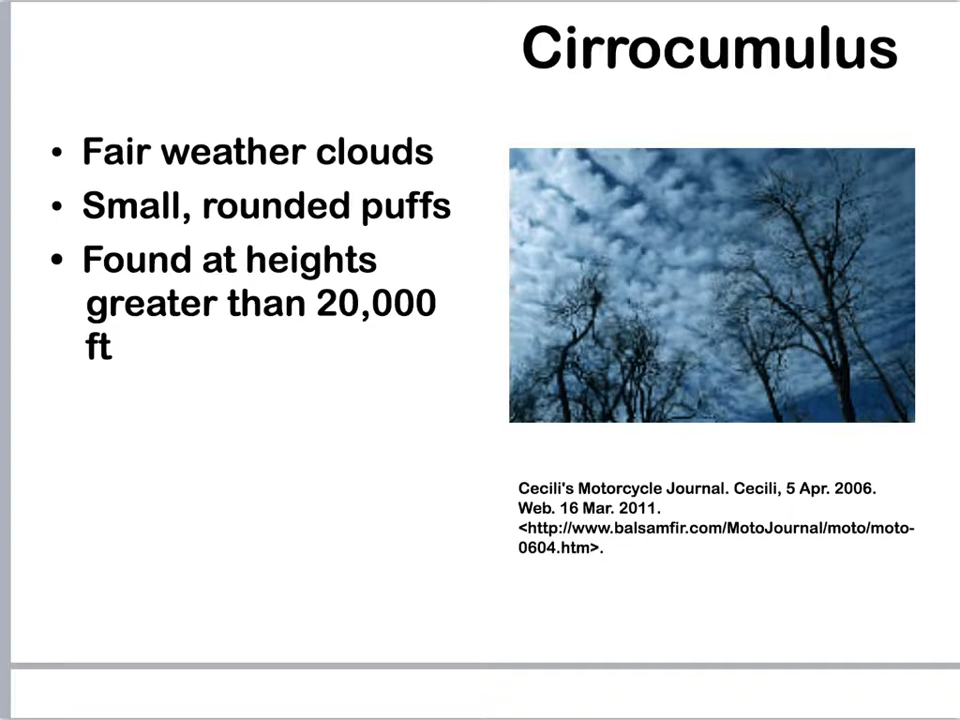 Cirrocumulus
• Fair weather clouds
• Small, rounded puffs
• Found at heights
greater than 20,000
ft
Cecili's Motorcycle Journal. Cecili, 5 Apr. 2006.
Web. 16 Mar. 2011.
<http://www.balsamfir.com/MotoJournal/moto/moto-
0604.htm>.